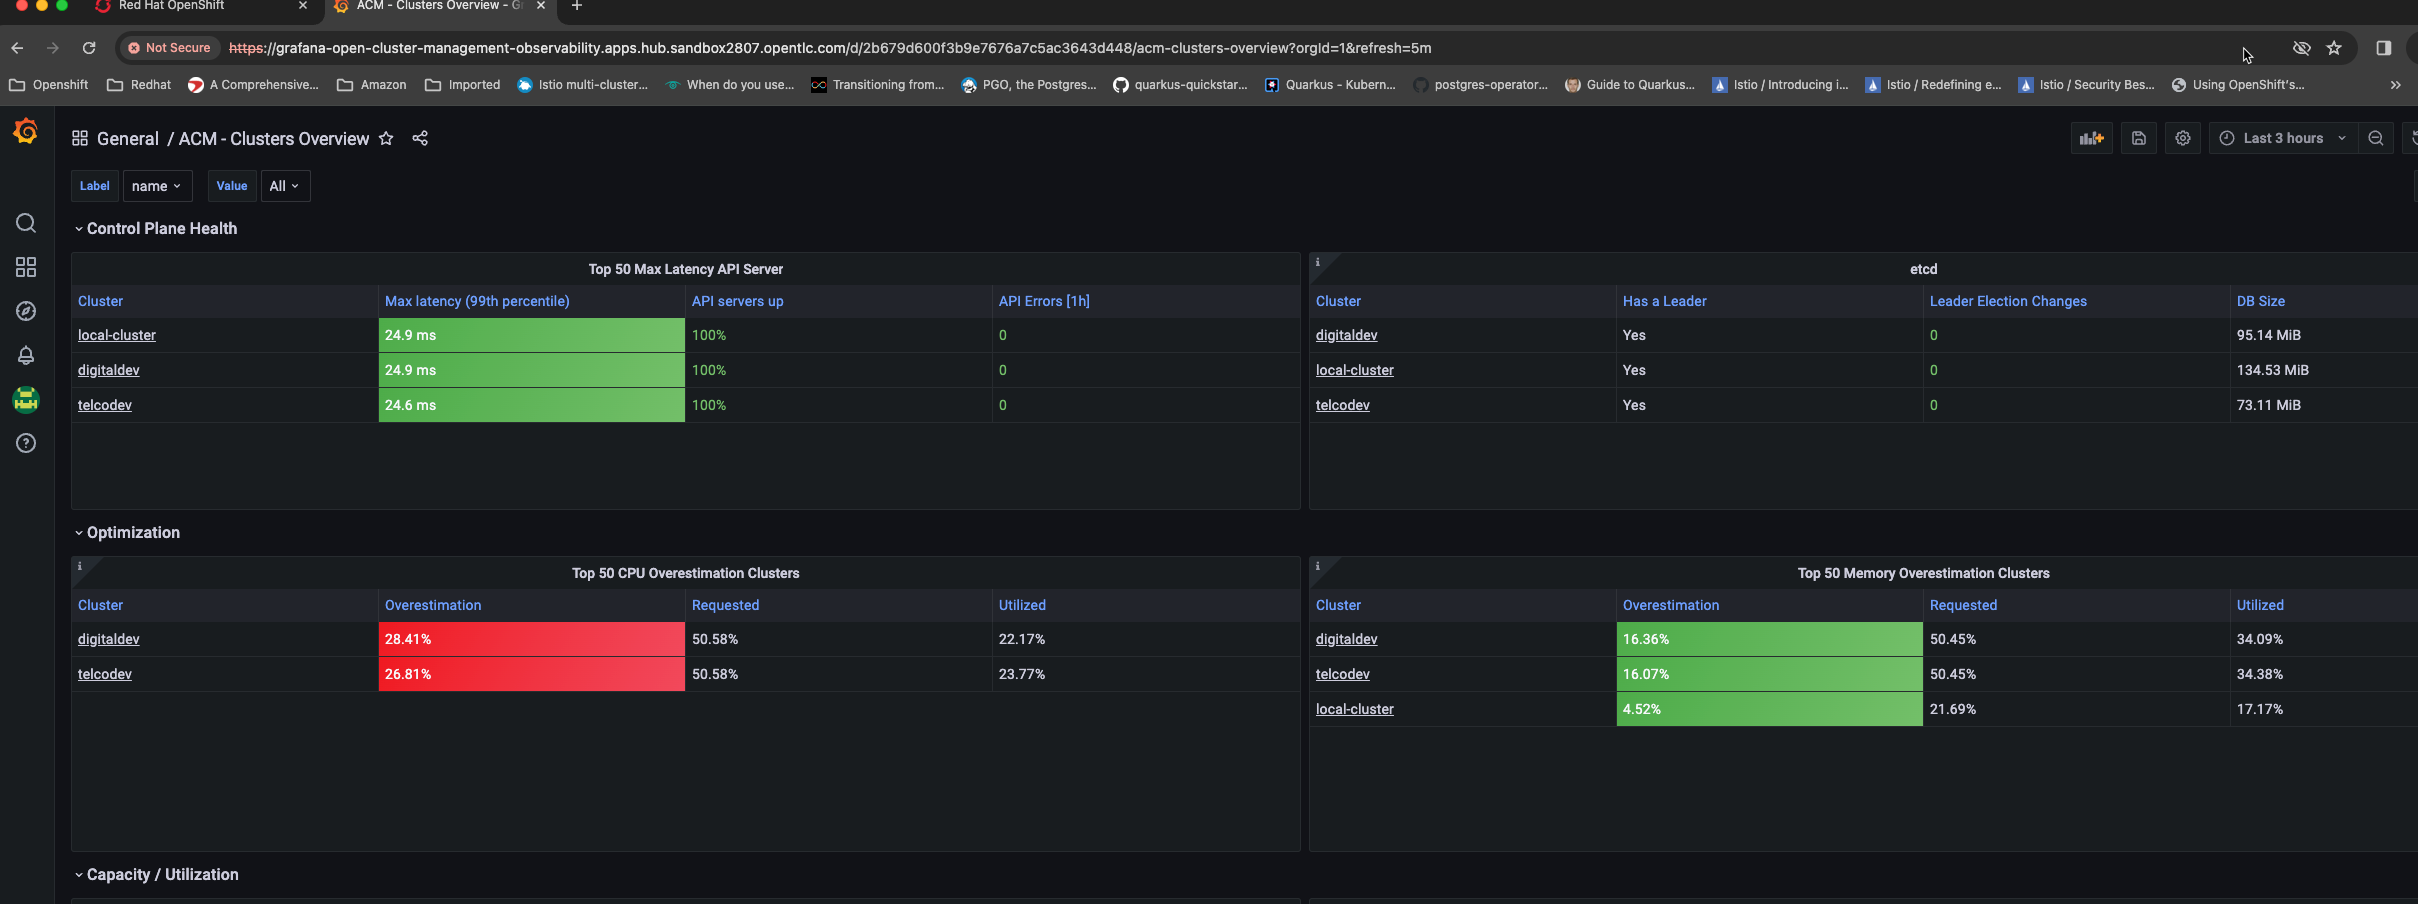 Red Hat OpenShift
ACM - Clusters Overview - G
Not Secure https://grafana-open-cluster-management-observability.apps.hub.sandbox2807.opentlc.com/d/2b679d600f3b9e7676a7c5ac3643d448/acm-clusters-overview?orgId=1&refresh=5m
Openshift Redhat A Comprehensive... Amazon Imported Istio multi-cluster... When do you use... Transitioning from... PGO, the Postgres... quarkus-quickstar... Quarkus - Kubern... postgres-operator... Guide to Quarkus... Istio / Introducing i... Istio / Redefining e... Istio / Security Bes... Using OpenShift's... »
General / ACM - Clusters Overview
Last 3 hours
Label name Value All
Control Plane Health
Top 50 Max Latency API Server
Cluster Max latency (99th percentile) API servers up API Errors [1h]
local-cluster 24.9 ms 100% 0
digitaldev 24.9 ms 100% 0
telcodev 24.6 ms 100% 0
etcd
Cluster Has a Leader Leader Election Changes DB Size
digitaldev Yes 0 95.14 MiB
local-cluster Yes 0 134.53 MiB
telcodev Yes 0 73.11 MiB
Optimization
Top 50 CPU Overestimation Clusters
Cluster Overestimation Requested Utilized
digitaldev 28.41% 50.58% 22.17%
telcodev 26.81% 50.58% 23.77%
Top 50 Memory Overestimation Clusters
Cluster Overestimation Requested Utilized
digitaldev 16.36% 50.45% 34.09%
telcodev 16.07% 50.45% 34.38%
local-cluster 4.52% 21.69% 17.17%
Capacity / Utilization